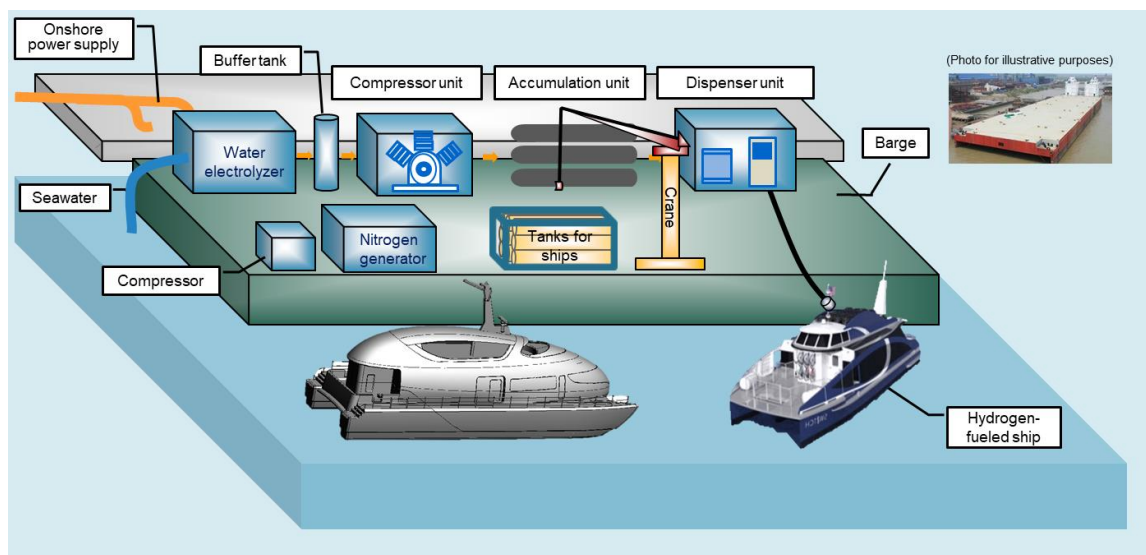 Onshore
power supply
Buffer tank
Compressor unit
Accumulation unit
Dispenser unit
(Photo for illustrative purposes)
Water
electrolyzer
Barge
Seawater
Crane
Nitrogen
generator
Tanks for
ships
Compressor
Hydrogen-
fueled ship